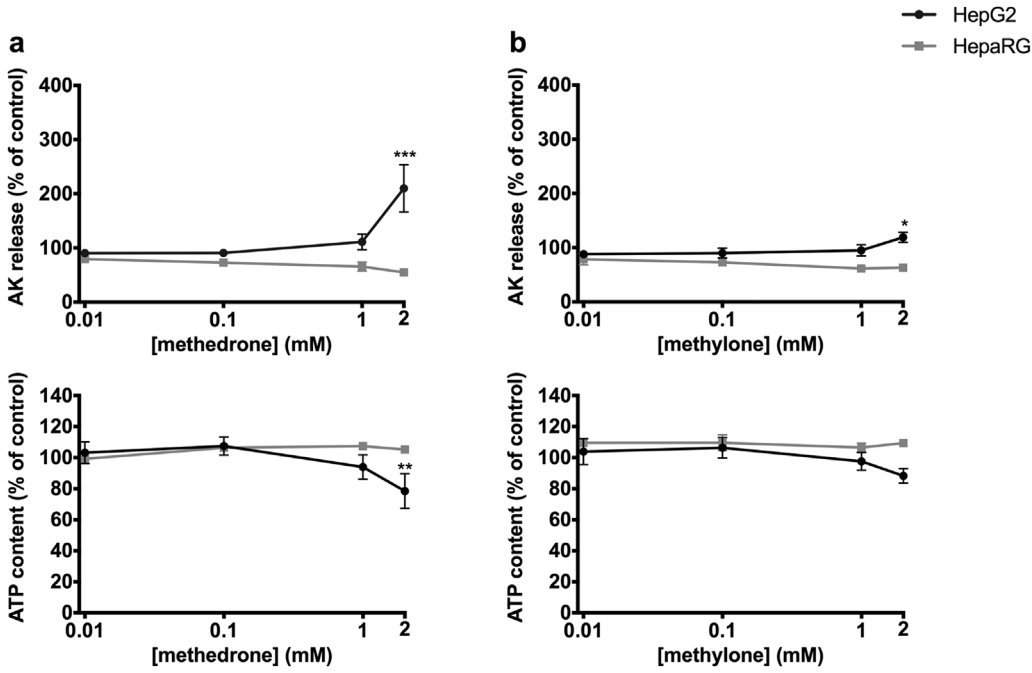 HepG2
HepaRG
a
AK release (% of control)
400
300
200
100
0
***
0.01 0.1 1 2
[methedrone] (mM)
b
AK release (% of control)
400
300
200
100
0
*
0.01 0.1 1 2
[methylone] (mM)
ATP content (% of control)
140
120
100
80
60
40
20
0
**
0.01 0.1 1 2
[methedrone] (mM)
ATP content (% of control)
140
120
100
80
60
40
20
0
0.01 0.1 1 2
[methylone] (mM)